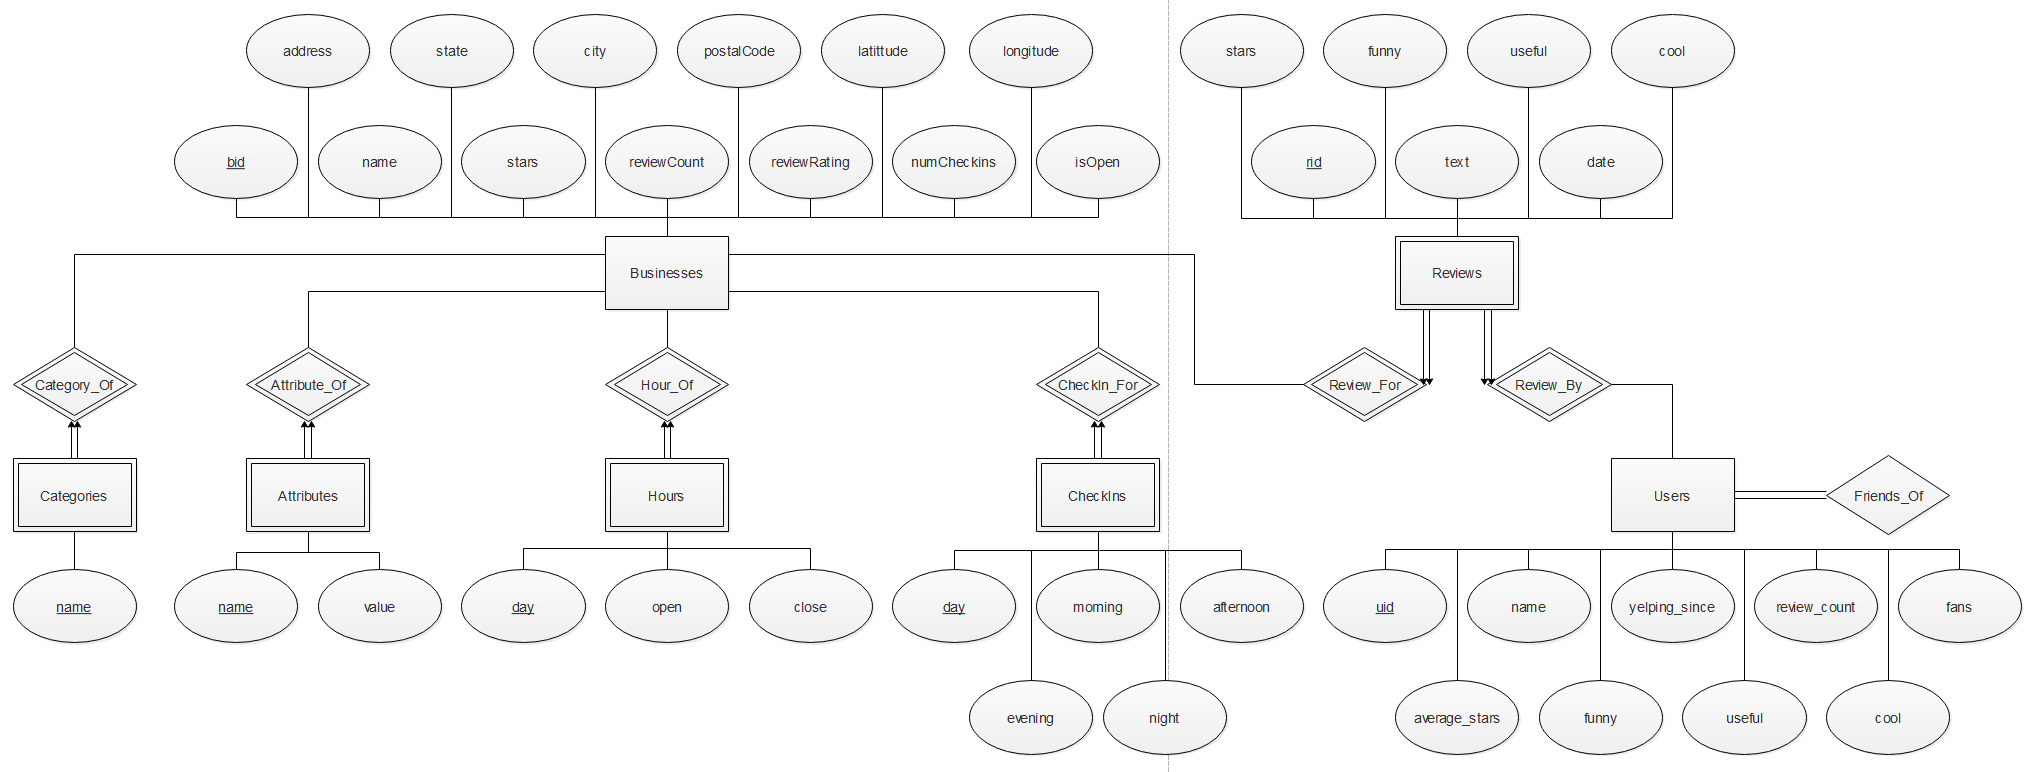 address
state
city
postalCode
latittude
longitude
stars
funny
useful
cool
bid
name
stars
reviewCount
reviewRating
numCheckins
isOpen
rid
text
date
Businesses
Reviews
Category_Of
Attribute_Of
Hour_Of
CheckIn_For
Review_For
Review_By
Categories
Attributes
Hours
CheckIns
Users
Friends_Of
name
name
value
day
open
close
day
morning
afternoon
uid
name
yelping_since
review_count
fans
evening
night
average_stars
funny
useful
cool